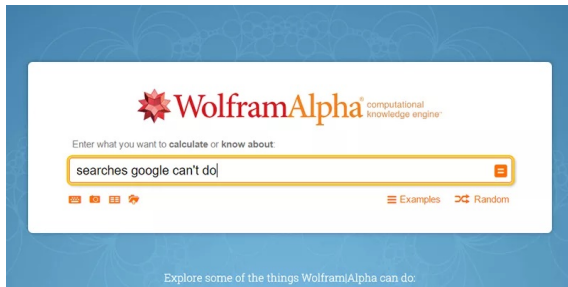 WolframAlpha computational
knowledge engine™
Enter what you want to calculate or know about:
searches google can't do
Examples Random
Explore some of the things Wolfram|Alpha can do: